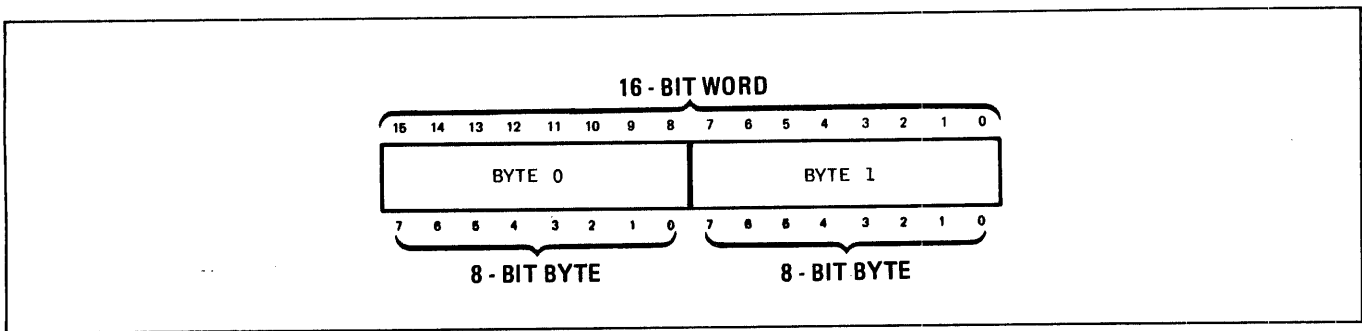 16 - BIT WORD
15 14 13 12 11 10 9 8 7 6 5 4 3 2 1 0
BYTE 0 BYTE 1
7 6 5 4 3 2 1 0 7 6 5 4 3 2 1 0
8 - BIT BYTE 8 - BIT BYTE